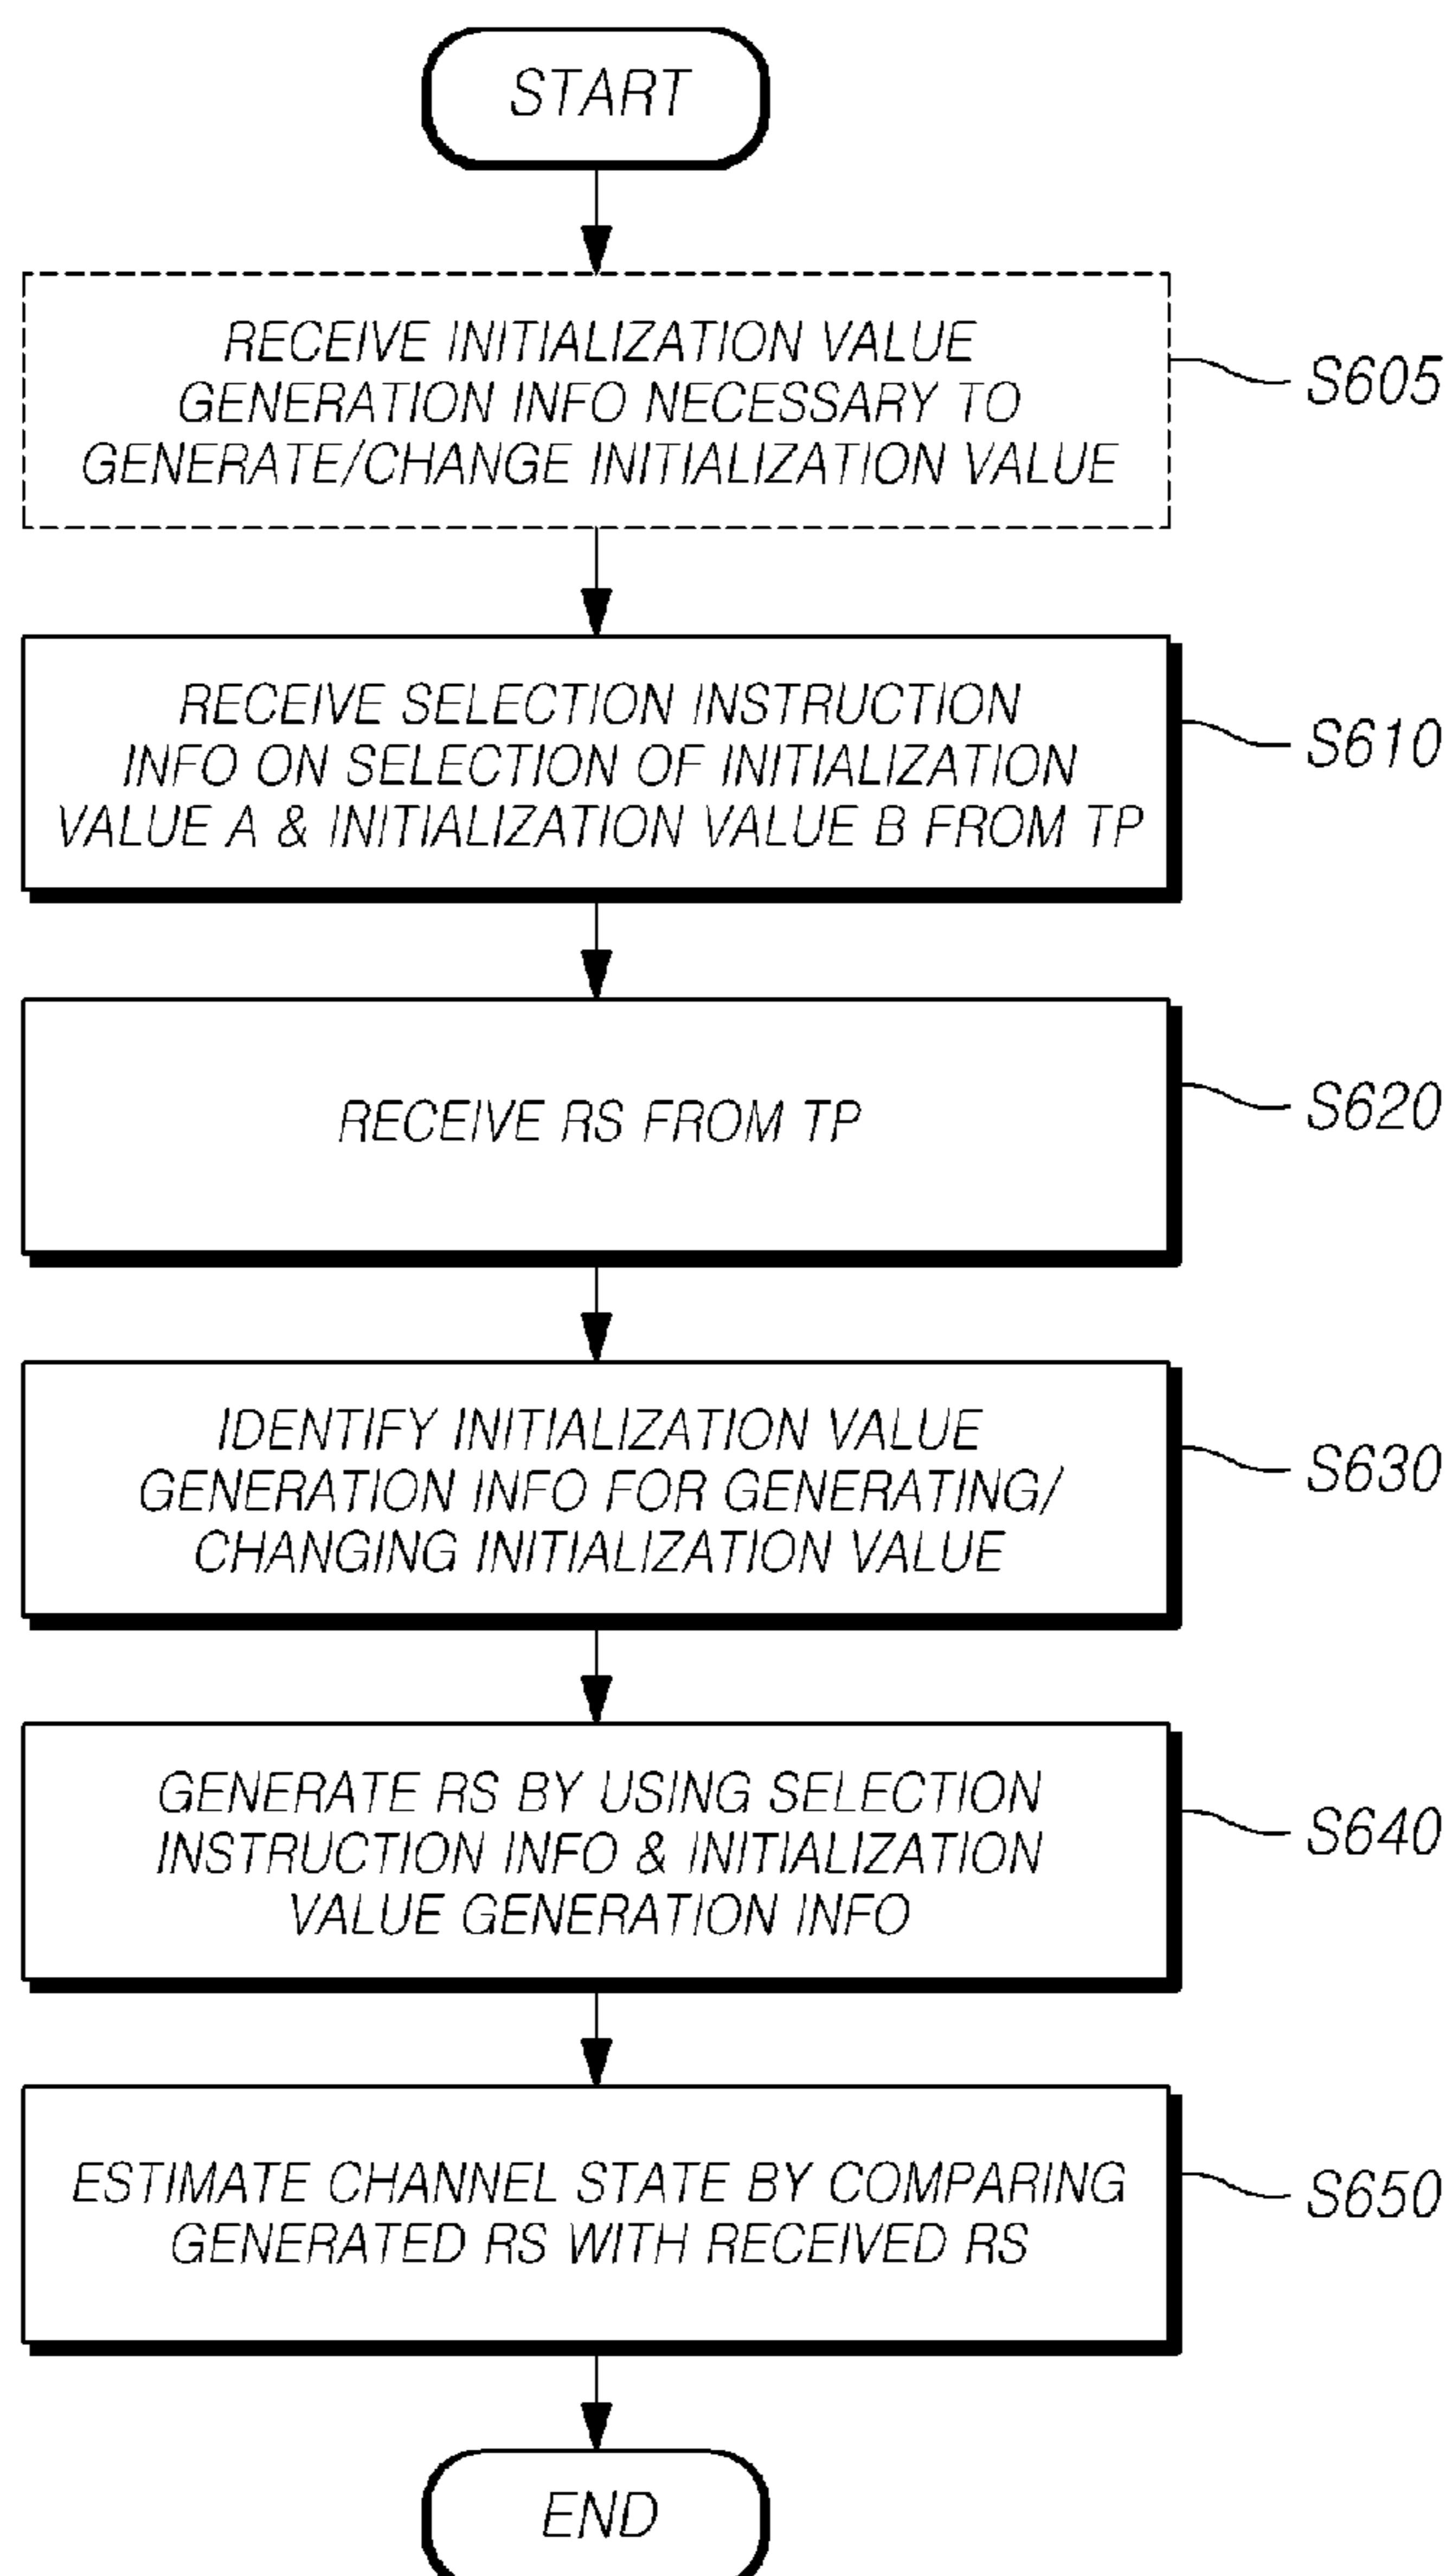 START
RECEIVE INITIALIZATION VALUE
GENERATION INFO NECESSARY TO
GENERATE/CHANGE INITIALIZATION VALUE
S605
RECEIVE SELECTION INSTRUCTION
INFO ON SELECTION OF INITIALIZATION
VALUE A & INITIALIZATION VALUE B FROM TP
S610
RECEIVE RS FROM TP
S620
IDENTIFY INITIALIZATION VALUE
GENERATION INFO FOR GENERATING/
CHANGING INITIALIZATION VALUE
S630
GENERATE RS BY USING SELECTION
INSTRUCTION INFO & INITIALIZATION
VALUE GENERATION INFO
S640
ESTIMATE CHANNEL STATE BY COMPARING
GENERATED RS WITH RECEIVED RS
S650
END